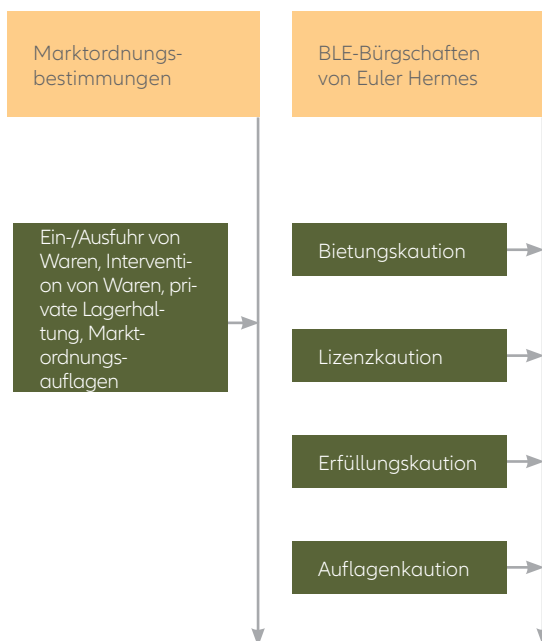 Marktordnungs-
bestimmungen
BLE-Bürgschaften
von Euler Hermes
Ein-/Ausfuhr von
Waren, Interventi-
on von Waren, pri-
vate Lagerhal-
tung, Markt-
ordnungs-
auflagen
Bietungskaution
Lizenzkaution
Erfüllungskaution
Auflagenkaution